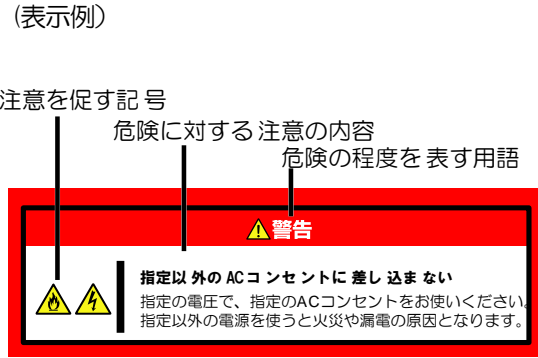 (表示例)
注意を促す記号
危険に対する注意の内容
危険の程度を表す用語
警告
指定以外のACコンセントに差し込まない
指定の電圧で、指定のACコンセントをお使いください。
指定以外の電源を使うと火災や漏電の原因となります。